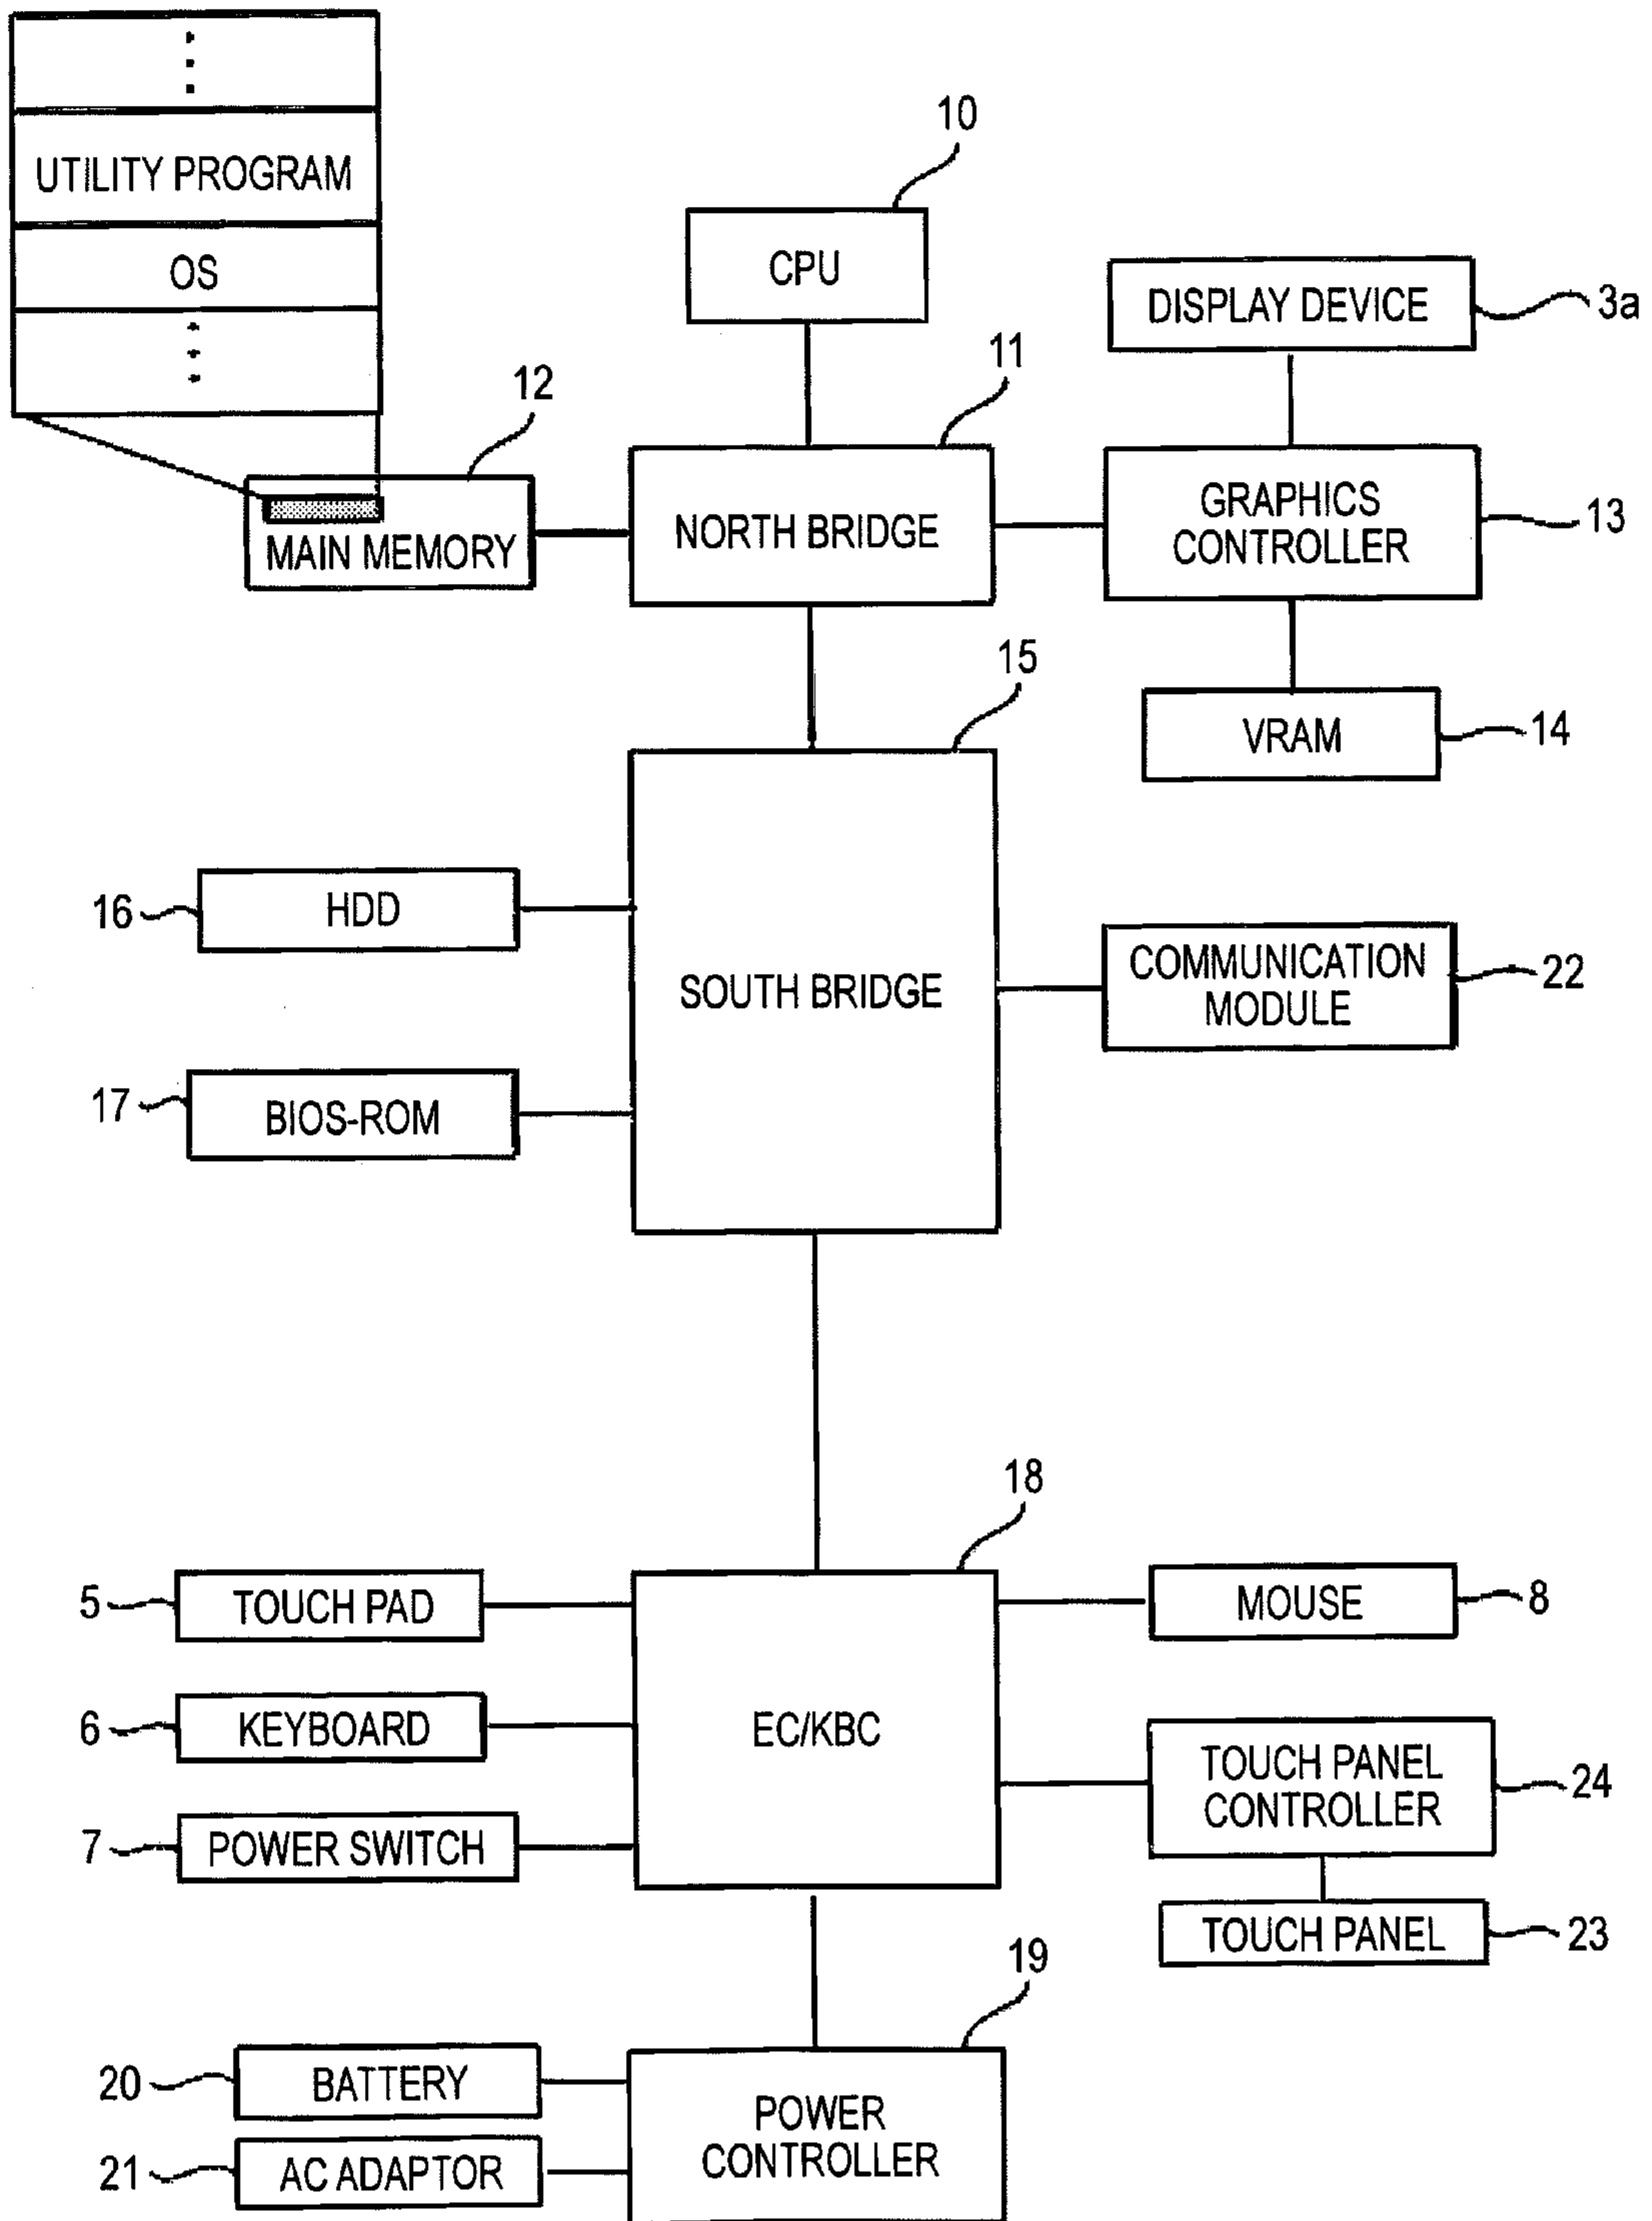 UTILITY PROGRAM
OS
10
CPU
DISPLAY DEVICE
3a
11
12
MAIN MEMORY
NORTH BRIDGE
GRAPHICS
CONTROLLER
13
15
VRAM
14
16
HDD
SOUTH BRIDGE
COMMUNICATION
MODULE
22
17
BIOS-ROM
18
5
TOUCH PAD
MOUSE
8
6
KEYBOARD
EC/KBC
TOUCH PANEL
CONTROLLER
24
7
POWER SWITCH
TOUCH PANEL
23
19
20
BATTERY
POWER
CONTROLLER
21
AC ADAPTOR